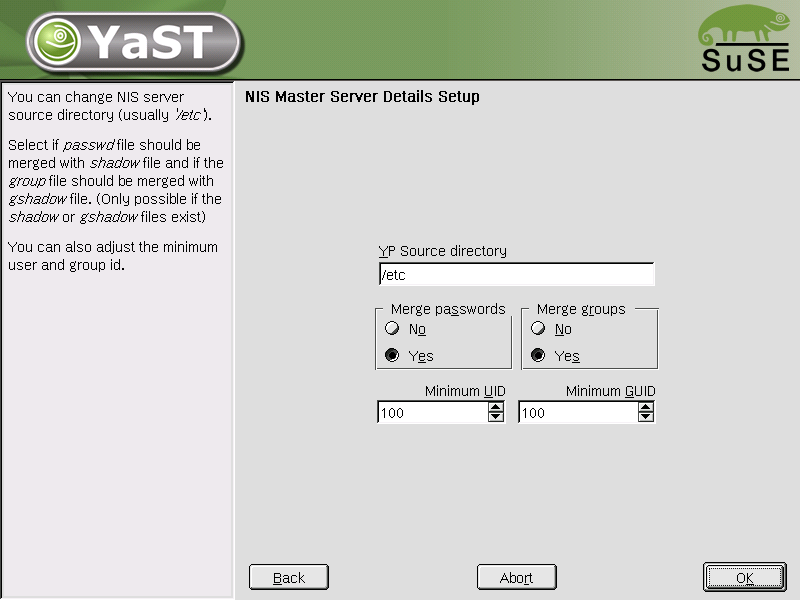 YaST
SuSE
You can change NIS server
source directory (usually '/etc').
Select if passwd file should be
merged with shadow file and if the
group file should be merged with
gshadow file. (Only possible if the
shadow or gshadow files exist)
You can also adjust the minimum
user and group id.
NIS Master Server Details Setup
YP Source directory
/etc
Merge passwords
No
Yes
Merge groups
No
Yes
Minimum UID
100
Minimum GUID
100
Back
Abort
OK